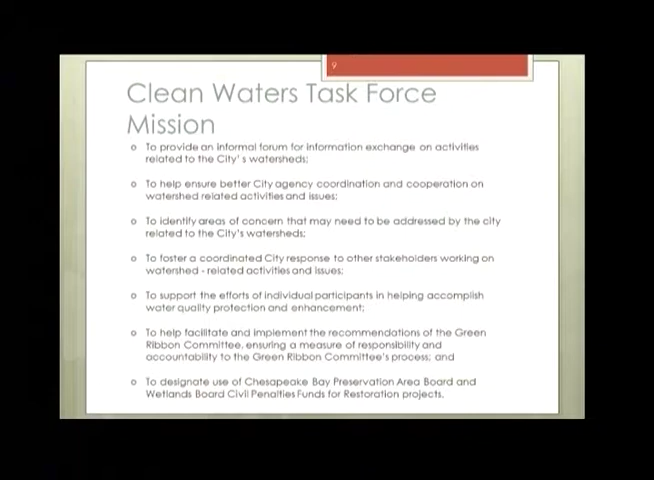 9
Clean Waters Task Force
Mission
o To provide an informal forum for information exchange on activities
related to the City' s watersheds;
o To help ensure better City agency coordination and cooperation on
watershed related activities and issues;
o To identify areas of concern that may need to be addressed by the city
related to the City's watersheds;
o To foster a coordinated City response to other stakeholders working on
watershed - related activities and issues;
o To support the efforts of individual participants in helping accomplish
water quality protection and enhancement;
o To help facilitate and implement the recommendations of the Green
Ribbon Committee, ensuring a measure of responsibility and
accountability to the Green Ribbon Committee's process; and
o To designate use of Chesapeake Bay Preservation Area Board and
Wetlands Board Civil Penalties Funds for Restoration projects.